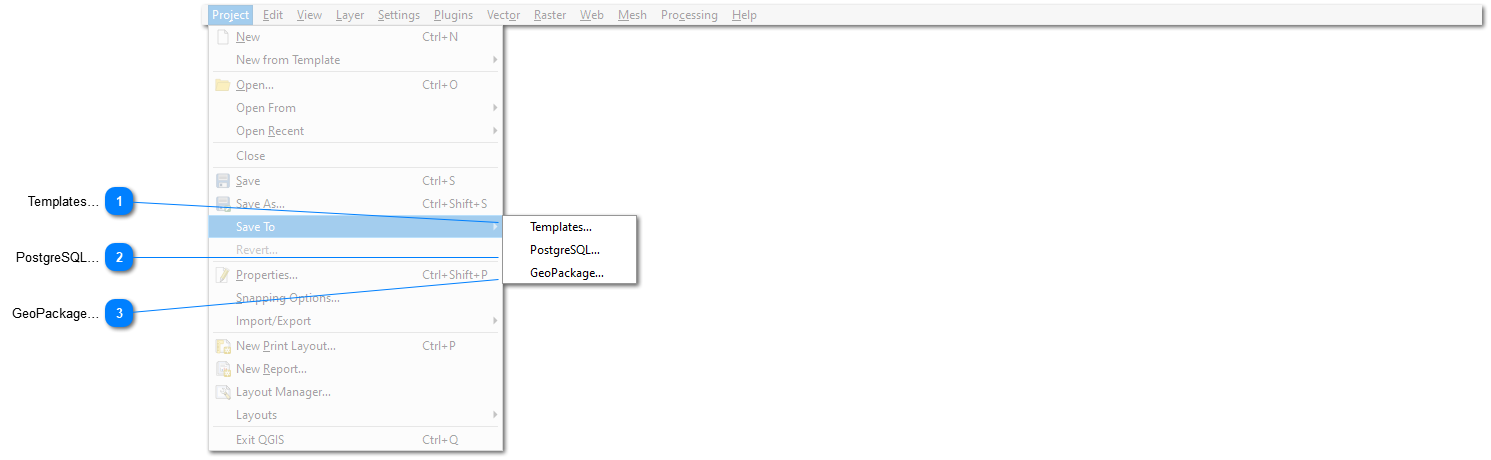 Project Edit View Layer Settings Plugins Vector Raster Web Mesh Processing Help
New Ctrl+N
New from Template
Open... Ctrl+O
Open From
Open Recent
Close
Save Ctrl+S
Templates... 1
Save As... Ctrl+Shift+S
Save To
Templates...
Revert...
PostgreSQL...
PostgreSQL... 2
Properties... Ctrl+Shift+P
GeoPackage...
Snapping Options...
GeoPackage... 3
Import/Export
New Print Layout... Ctrl+P
New Report...
Layout Manager...
Layouts
Exit QGIS Ctrl+Q